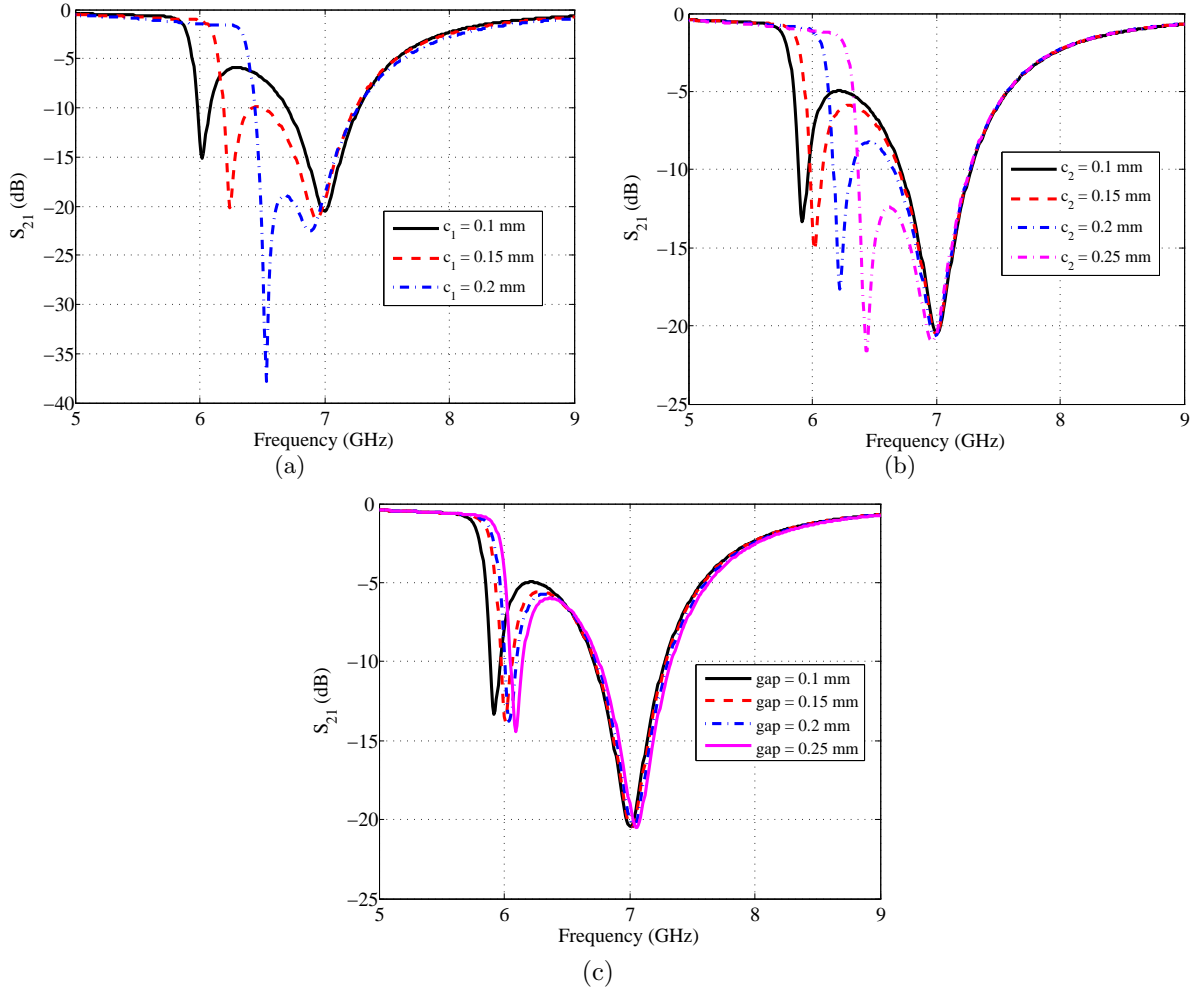 0
−5
−10
−15
−20
−25
−30
−35
−40
5
6
7
8
9
S21 (dB)
Frequency (GHz)
c1 = 0.1 mm
c1 = 0.15 mm
c1 = 0.2 mm
(a)
0
−5
−10
−15
−20
−25
5
6
7
8
9
S21 (dB)
Frequency (GHz)
c2 = 0.1 mm
c2 = 0.15 mm
c2 = 0.2 mm
c2 = 0.25 mm
(b)
0
−5
−10
−15
−20
−25
5
6
7
8
9
S21 (dB)
Frequency (GHz)
gap = 0.1 mm
gap = 0.15 mm
gap = 0.2 mm
gap = 0.25 mm
(c)